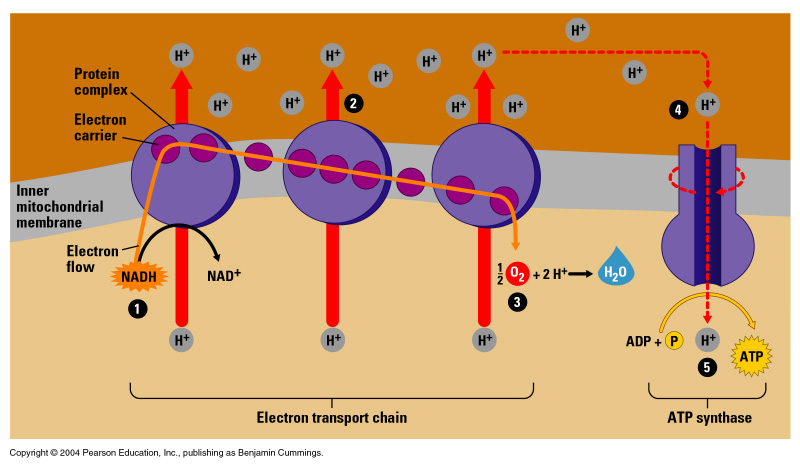 H+
H+
H+
H+
H+
H+
H+
H+
Protein
complex
H+
H+
2
H+
H+
4
H+
Electron
carrier
Inner
mitochondrial
membrane
Electron
flow
NADH
NAD+
1/2 O2 + 2 H+
H2O
1
3
H+
H+
H+
ADP + P
H+
ATP
5
Electron transport chain
ATP synthase
Copyright © 2004 Pearson Education, Inc., publishing as Benjamin Cummings.